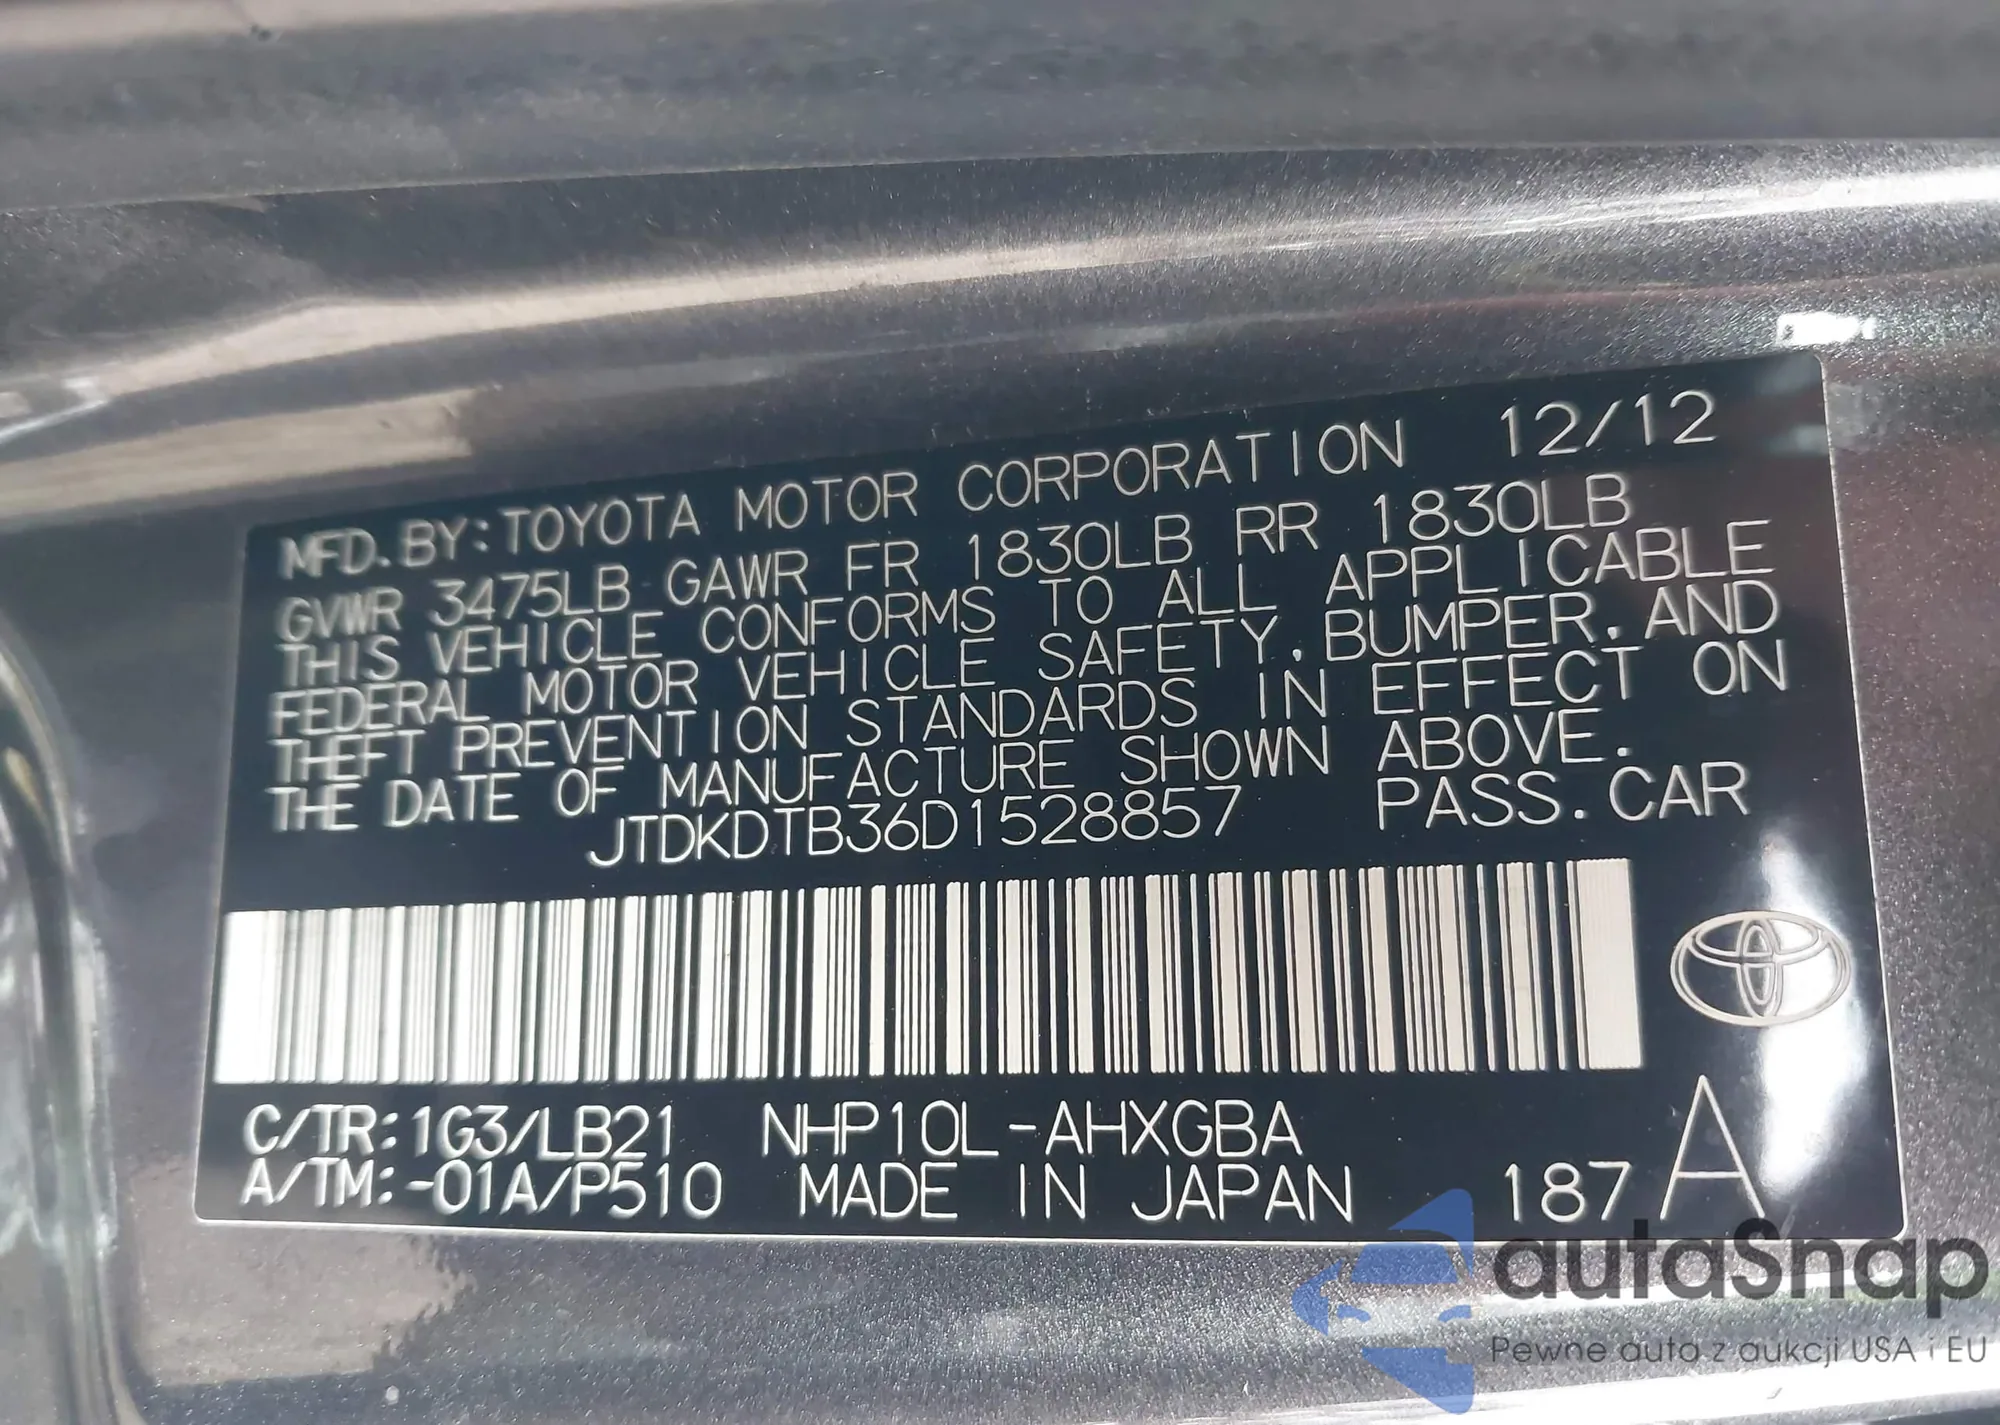 MFD. BY: TOYOTA MOTOR CORPORATION 12/12
GVWR 3475LB GAWR FR 1830LB RR 1830LB
THIS VEHICLE CONFORMS TO ALL APPLICABLE
FEDERAL MOTOR VEHICLE SAFETY, BUMPER, AND
THEFT PREVENTION STANDARDS IN EFFECT ON
THE DATE OF MANUFACTURE SHOWN ABOVE.
JTDKDTB36D1528857 PASS. CAR
C/TR: 1G3/LB21 NHP10L-AHXGBA
A/TM: -01A/P510 MADE IN JAPAN 187 A
autaSnap
Pewne auta z aukcji USA i EU